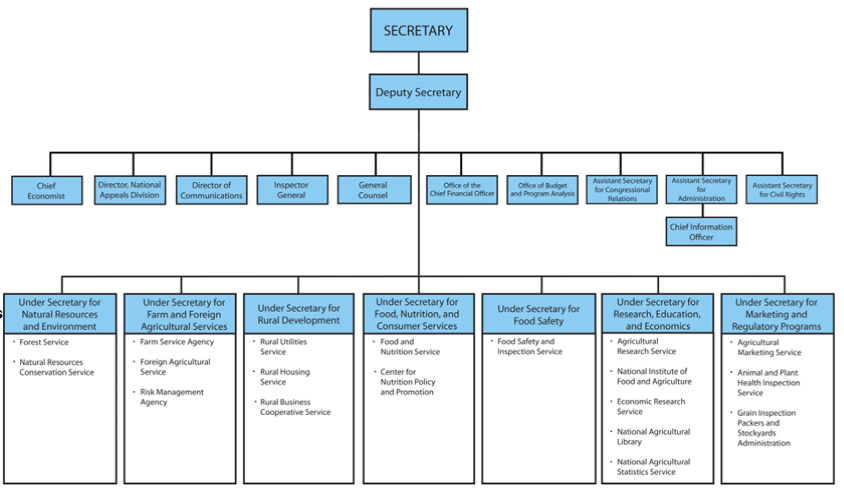 SECRETARY
Deputy Secretary
Chief
Economist
Director, National
Appeals Division
Director of
Communications
Inspector
General
General
Counsel
Office of the
Chief Financial Officer
Office of Budget
and Program Analysis
Assistant Secretary
for Congressional
Relations
Assistant Secretary
for
Administration
Assistant Secretary
for Civil Rights
Chief Information
Officer
s
Under Secretary for
Natural Resources
and Environment
• Forest Service
• Natural Resources
Conservation Service
Under Secretary for
Farm and Foreign
Agricultural Services
• Farm Service Agency
• Foreign Agricultural
Service
• Risk Management
Agency
Under Secretary for
Rural Development
• Rural Utilities
Service
• Rural Housing
Service
• Rural Business
Cooperative Service
Under Secretary for
Food, Nutrition, and
Consumer Services
• Food and
Nutrition Service
• Center for
Nutrition Policy
and Promotion
Under Secretary for
Food Safety
• Food Safety and
Inspection Service
Under Secretary for
Research, Education,
and Economics
• Agricultural
Research Service
• National Institute of
Food and Agriculture
• Economic Research
Service
• National Agricultural
Library
• National Agricultural
Statistics Service
Under Secretary for
Marketing and
Regulatory Programs
• Agricultural
Marketing Service
• Animal and Plant
Health Inspection
Service
• Grain Inspection
Packers and
Stockyards
Administration